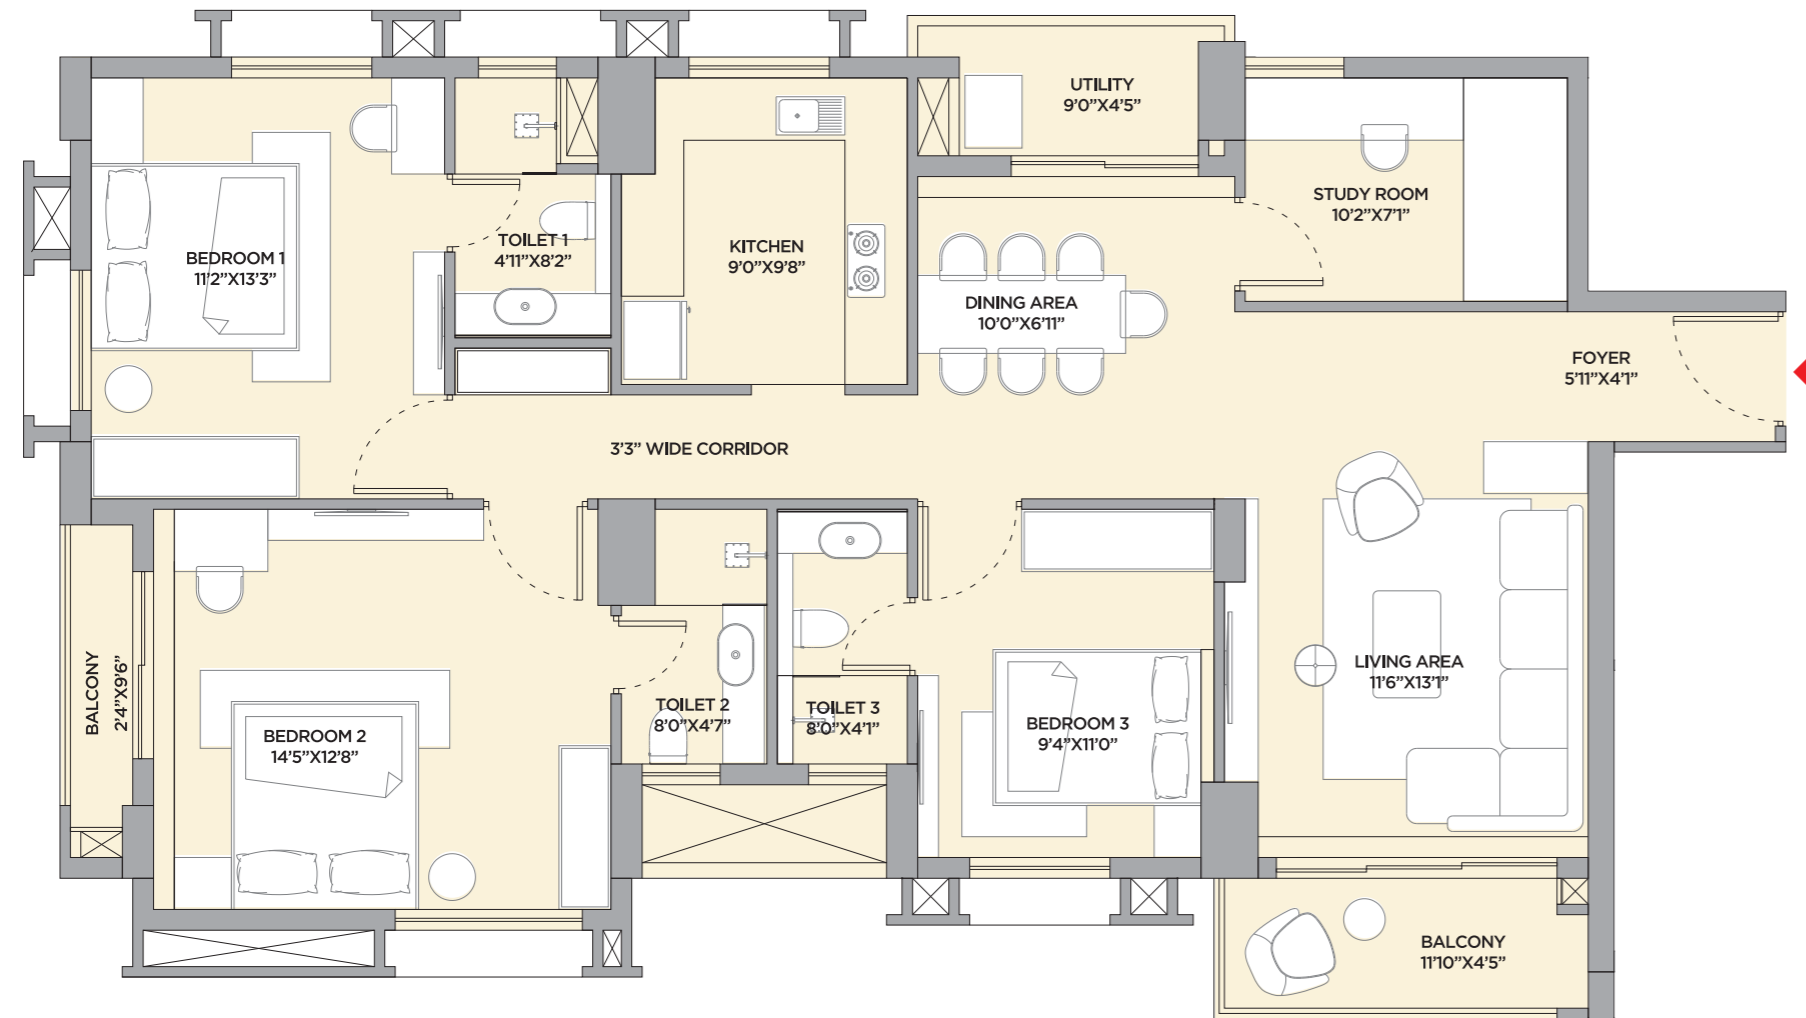 UTILITY
9’0”X4’5”
STUDY ROOM
10’2”X7’1”
BEDROOM 1
11’2”X13’3”
TOILET 1
4’11”X8’2”
KITCHEN
9’0”X9’8”
DINING AREA
10’0”X6’11”
FOYER
5’11”X4’1”
3’3” WIDE CORRIDOR
BALCONY
2’4”X9’6”
BEDROOM 2
14’5”X12’8”
TOILET 2
8’0”X4’7”
TOILET 3
8’0”X4’1”
BEDROOM 3
9’4”X11’0”
LIVING AREA
11’6”X13’1”
BALCONY
11’10”X4’5”